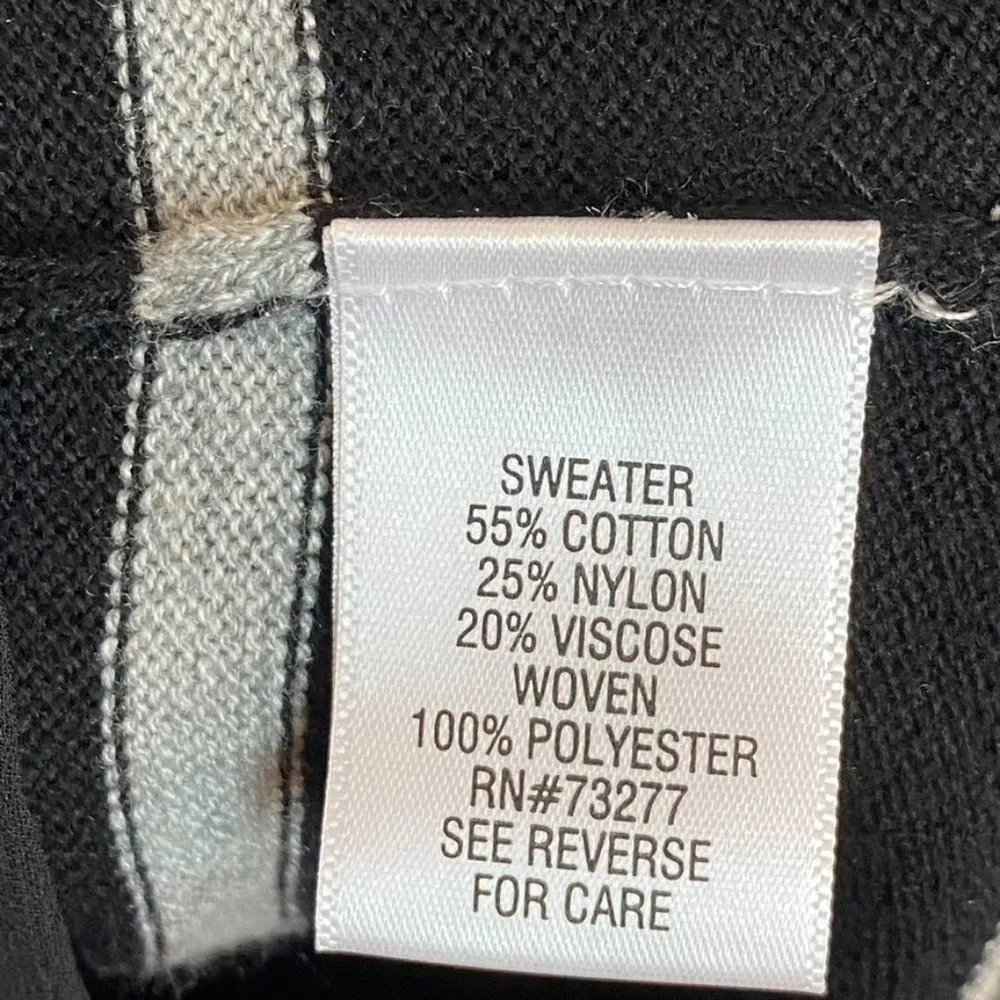 SWEATER
55% COTTON
25% NYLON
20% VISCOSE
WOVEN
100% POLYESTER
RN#73277
SEE REVERSE
FOR CARE